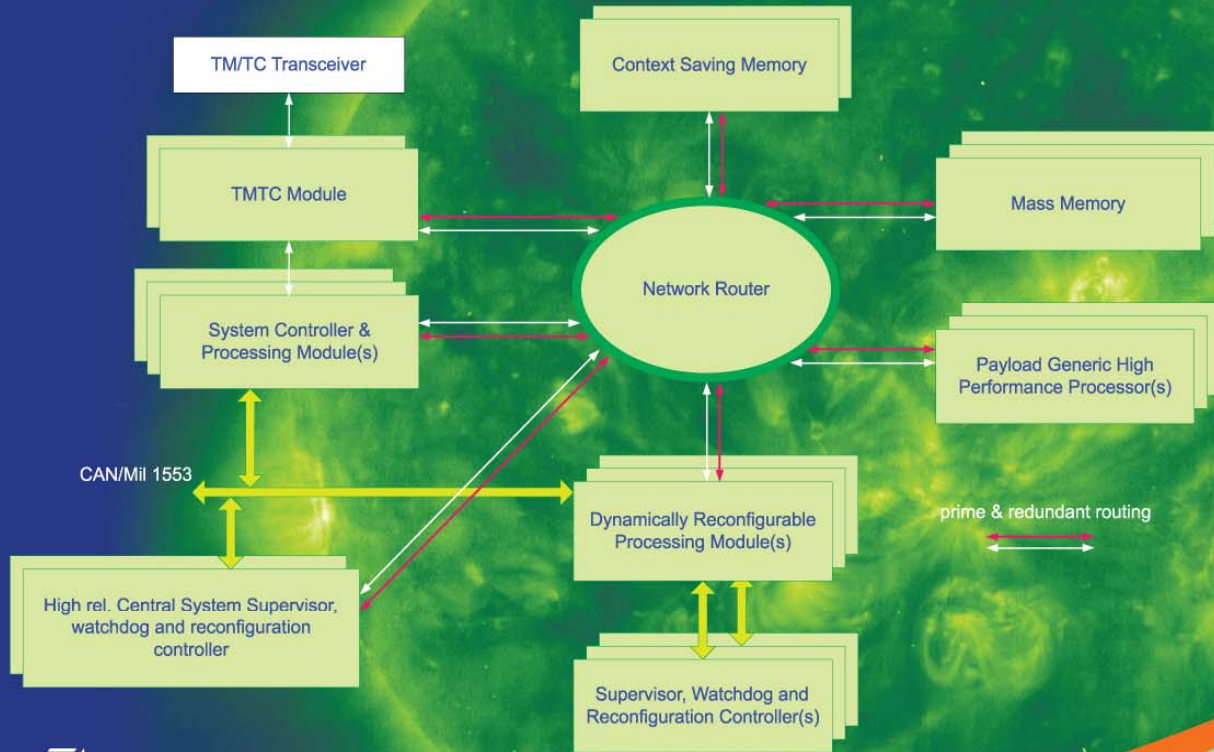 TM/TC Transceiver
Context Saving Memory
TMTC Module
Mass Memory
Network Router
System Controller &
Processing Module(s)
Payload Generic High
Performance Processor(s)
CAN/Mil 1553
Dynamically Reconfigurable
Processing Module(s)
prime & redundant routing
High rel. Central System Supervisor,
watchdog and reconfiguration
controller
Supervisor, Watchdog and
Reconfiguration Controller(s)